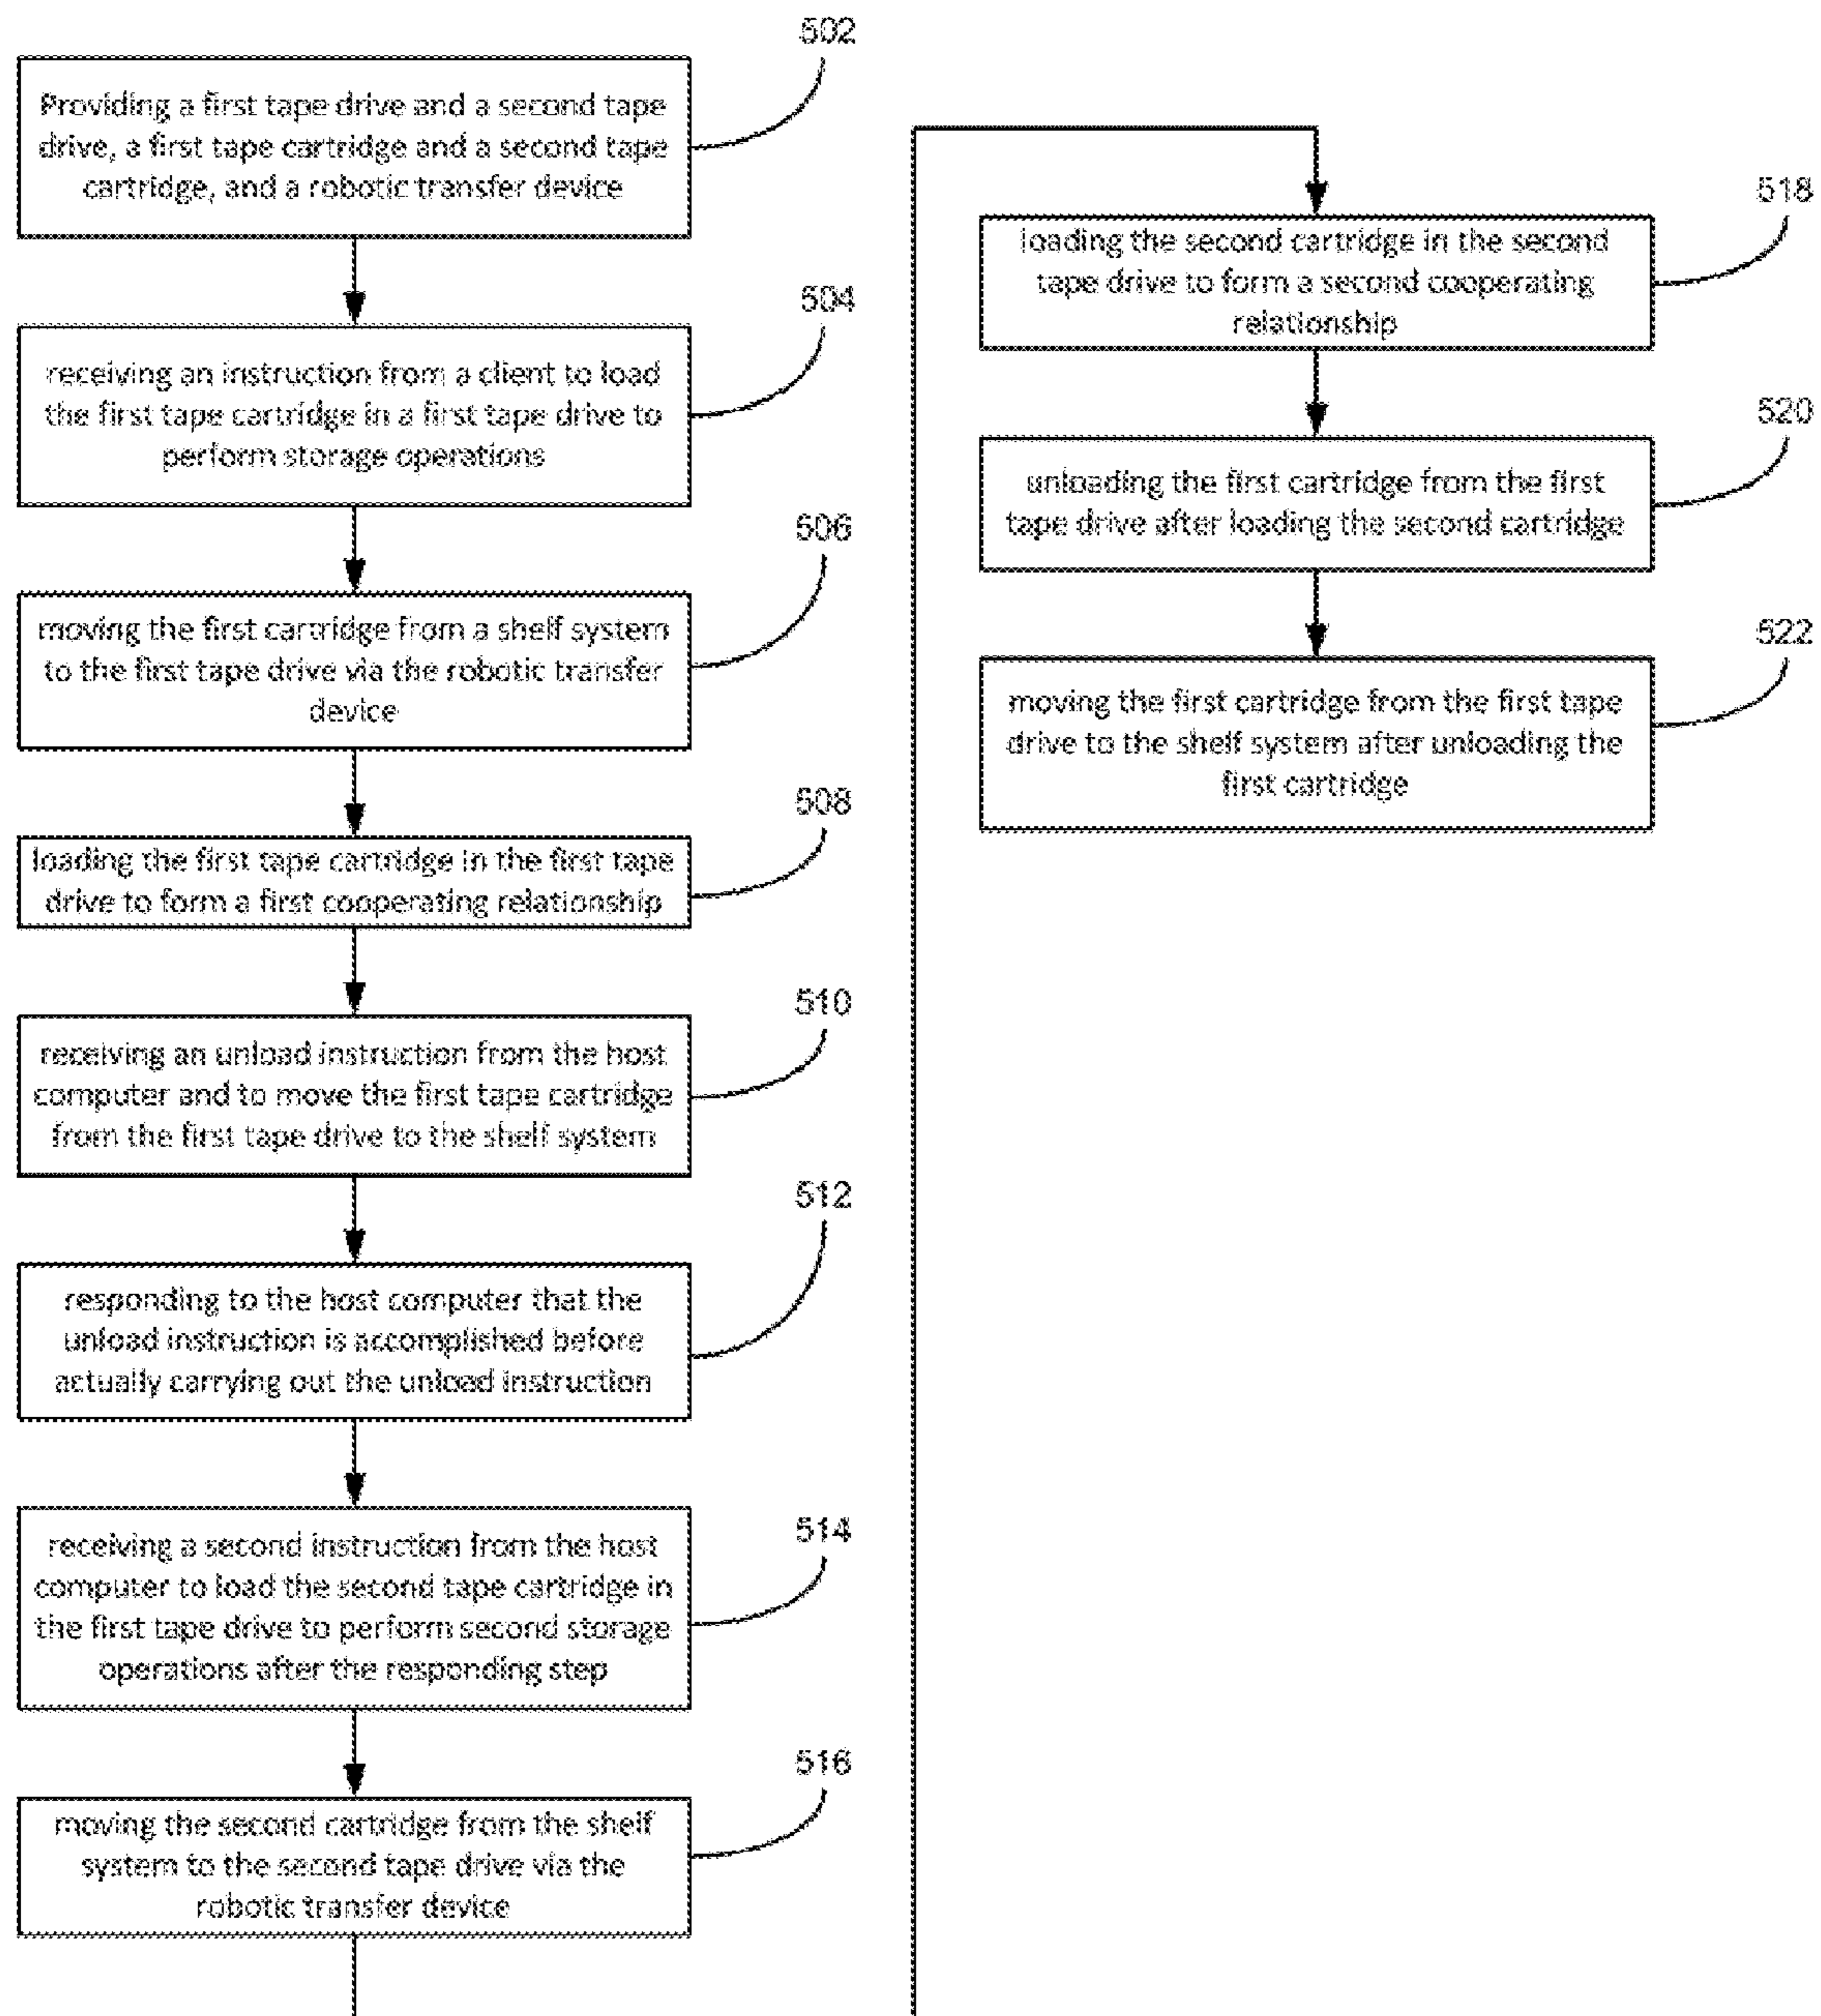 502
Providing a first tape drive and a second tape
drive, a first tape cartridge and a second tape
cartridge, and a robotic transfer device
504
receiving an instruction from a client to load
the first tape cartridge in a first tape drive to
perform storage operations
506
moving the first cartridge from a shelf system
to the first tape drive via the robotic transfer
device
508
loading the first tape cartridge in the first tape
drive to form a first cooperating relationship
510
receiving an unload instruction from the host
computer and to move the first tape cartridge
from the first tape drive to the shelf system
512
responding to the host computer that the
unload instruction is accomplished before
actually carrying out the unload instruction
514
receiving a second instruction from the host
computer to load the second tape cartridge in
the first tape drive to perform second storage
operations after the responding step
516
moving the second cartridge from the shelf
system to the second tape drive via the
robotic transfer device
518
loading the second cartridge in the second
tape drive to form a second cooperating
relationship
520
unloading the first cartridge from the first
tape drive after loading the second cartridge
522
moving the first cartridge from the first tape
drive to the shelf system after unloading the
first cartridge